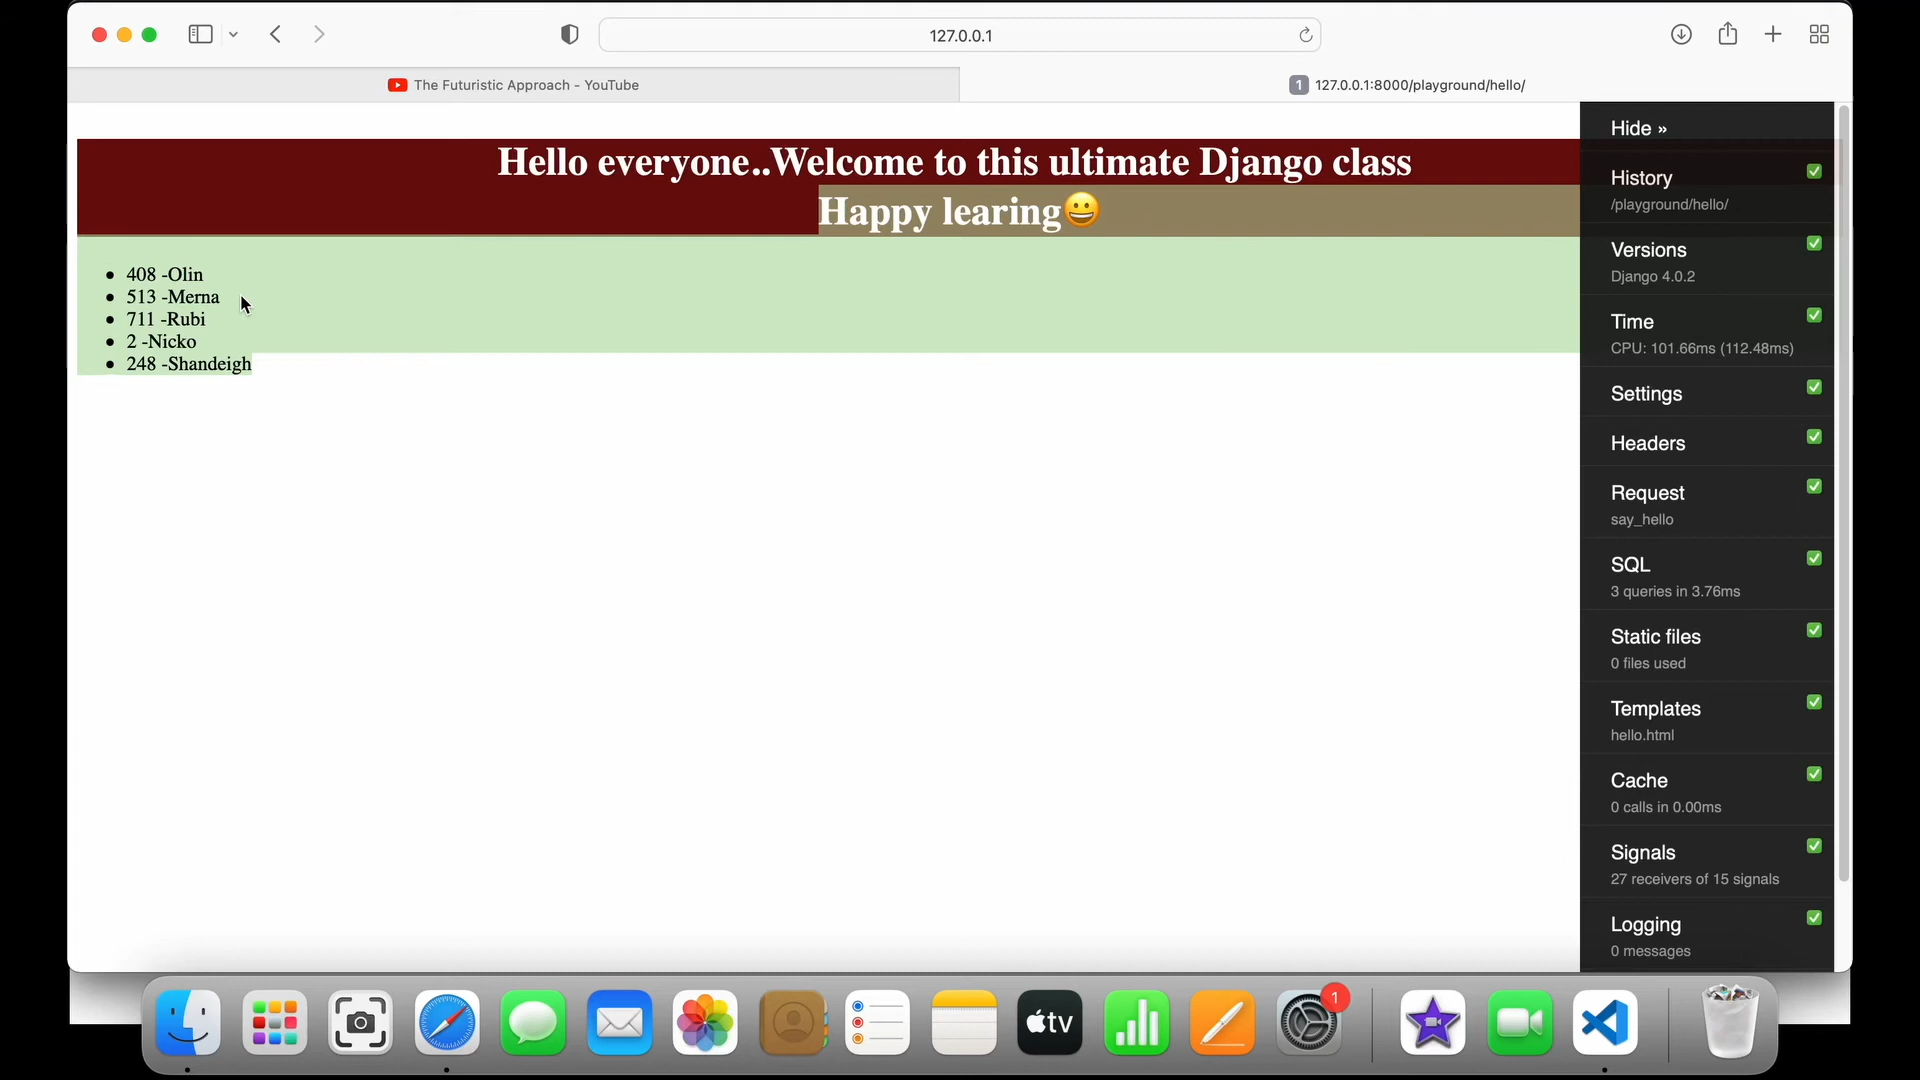 127.0.0.1
The Futuristic Approach - YouTube
1 127.0.0.1:8000/playground/hello/
Hello everyone..Welcome to this ultimate Django class
Happy learing😀
408 -Olin
513 -Merna
711 -Rubi
2 -Nicko
248 -Shandeigh
Hide »
History
/playground/hello/
Versions
Django 4.0.2
Time
CPU: 101.66ms (112.48ms)
Settings
Headers
Request
say_hello
SQL
3 queries in 3.76ms
Static files
0 files used
Templates
hello.html
Cache
0 calls in 0.00ms
Signals
27 receivers of 15 signals
Logging
0 messages
tv
1